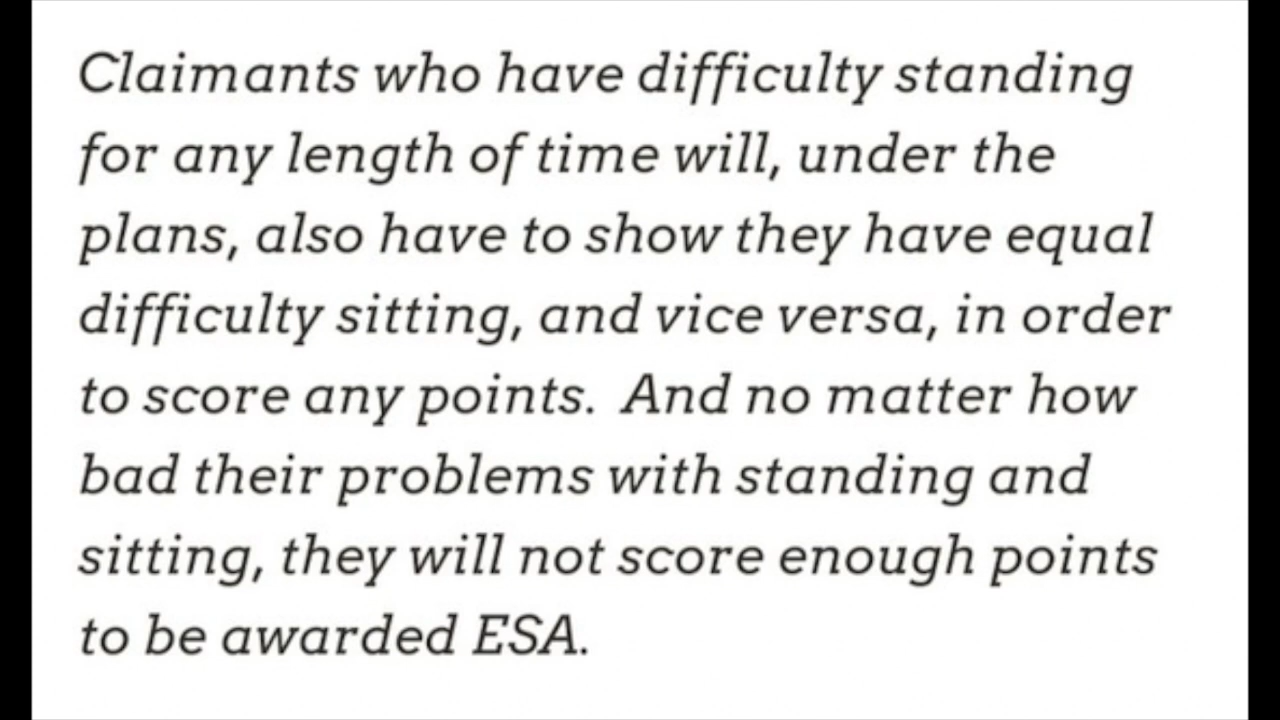 Claimants who have difficulty standing
for any length of time will, under the
plans, also have to show they have equal
difficulty sitting, and vice versa, in order
to score any points.  And no matter how
bad their problems with standing and
sitting, they will not score enough points
to be awarded ESA.